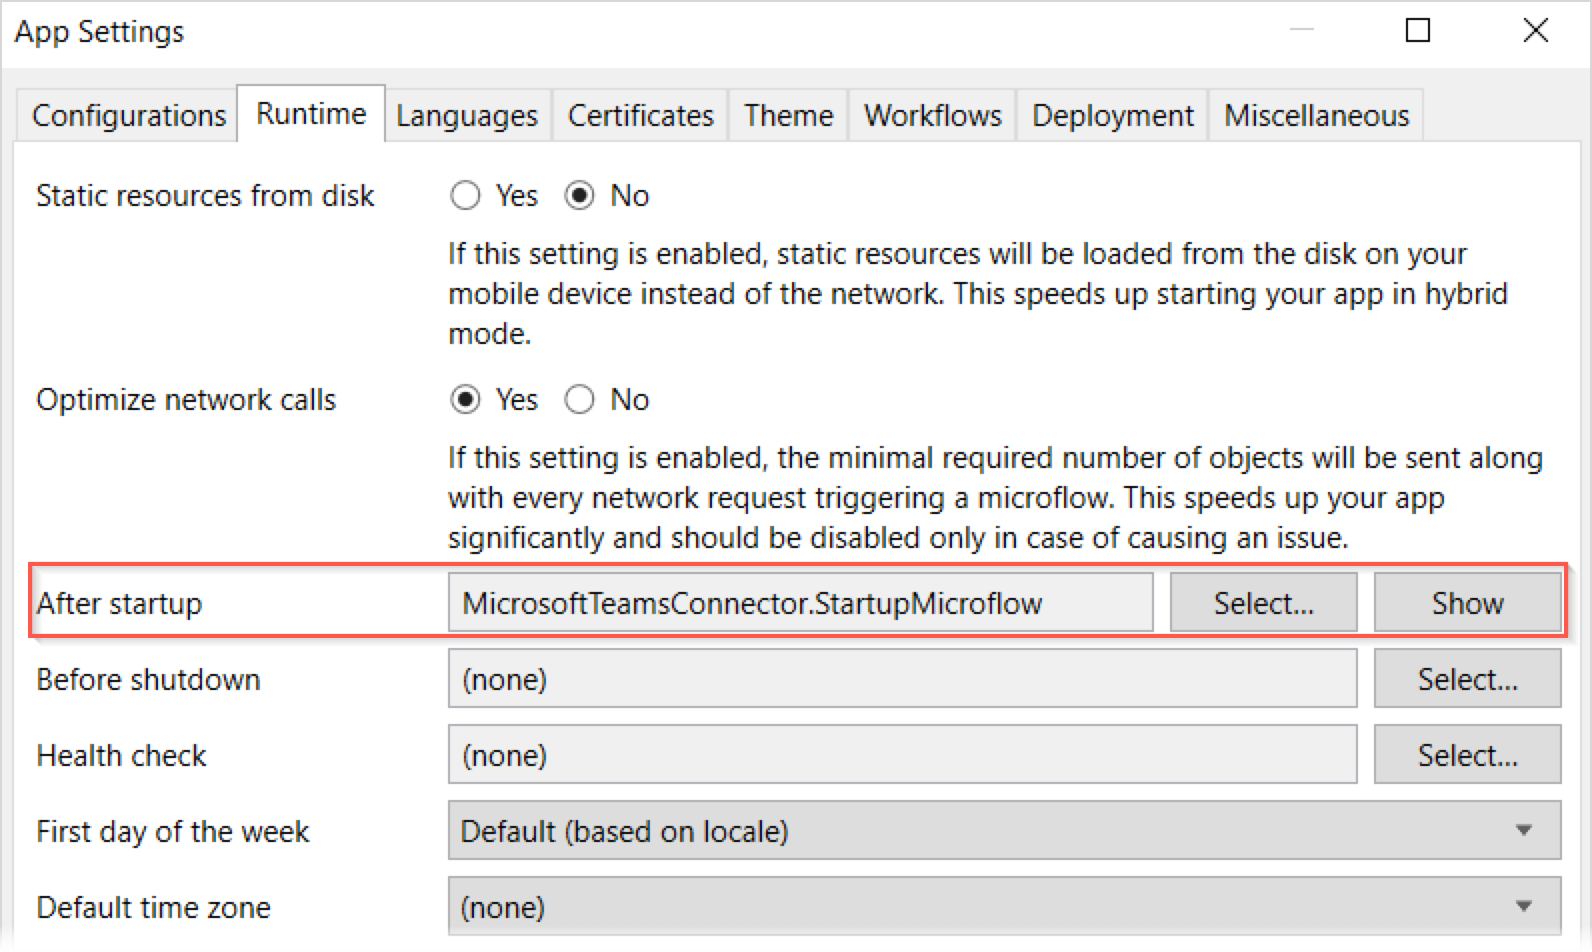 App Settings
Configurations Runtime Languages Certificates Theme Workflows Deployment Miscellaneous
Static resources from disk Yes No
If this setting is enabled, static resources will be loaded from the disk on your
mobile device instead of the network. This speeds up starting your app in hybrid
mode.
Optimize network calls Yes No
If this setting is enabled, the minimal required number of objects will be sent along
with every network request triggering a microflow. This speeds up your app
significantly and should be disabled only in case of causing an issue.
After startup MicrosoftTeamsConnector.StartupMicroflow Select... Show
Before shutdown (none) Select...
Health check (none) Select...
First day of the week Default (based on locale)
Default time zone (none)